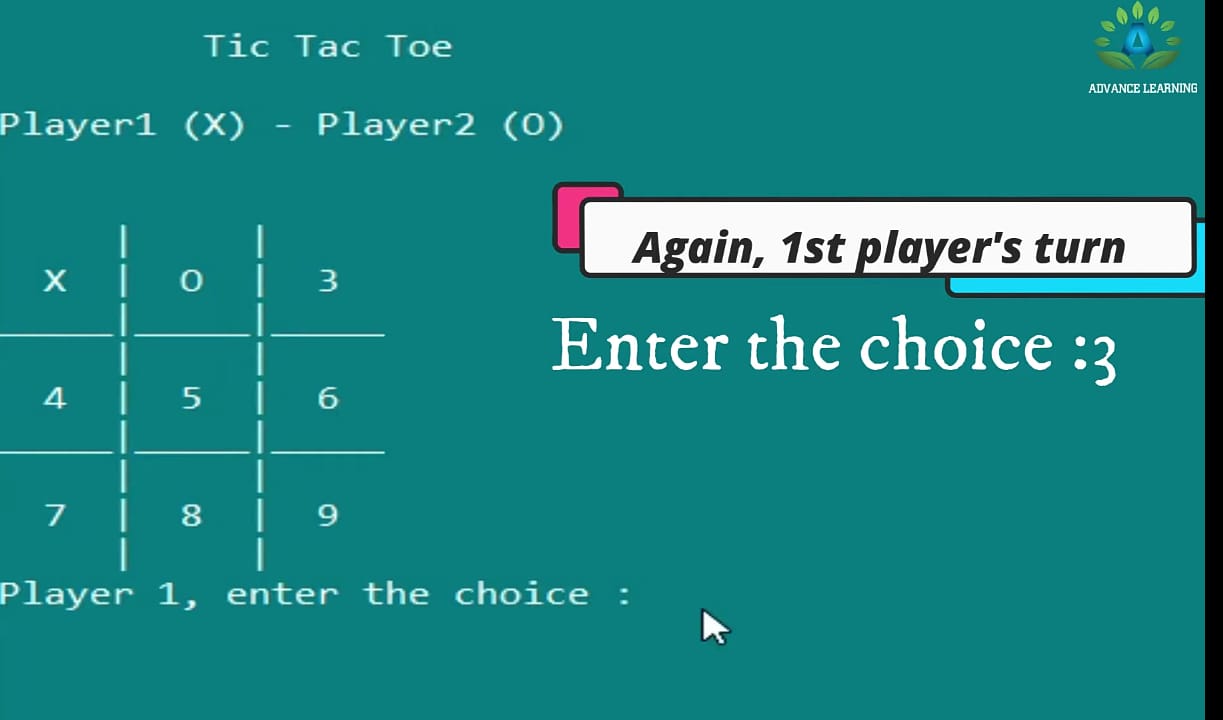 Tic Tac Toe
ADVANCE LEARNING
Player1 (X) - Player2 (O)
Again, 1st player's turn
X | O | 3
Enter the choice :3
4 | 5 | 6
7 | 8 | 9
Player 1, enter the choice :